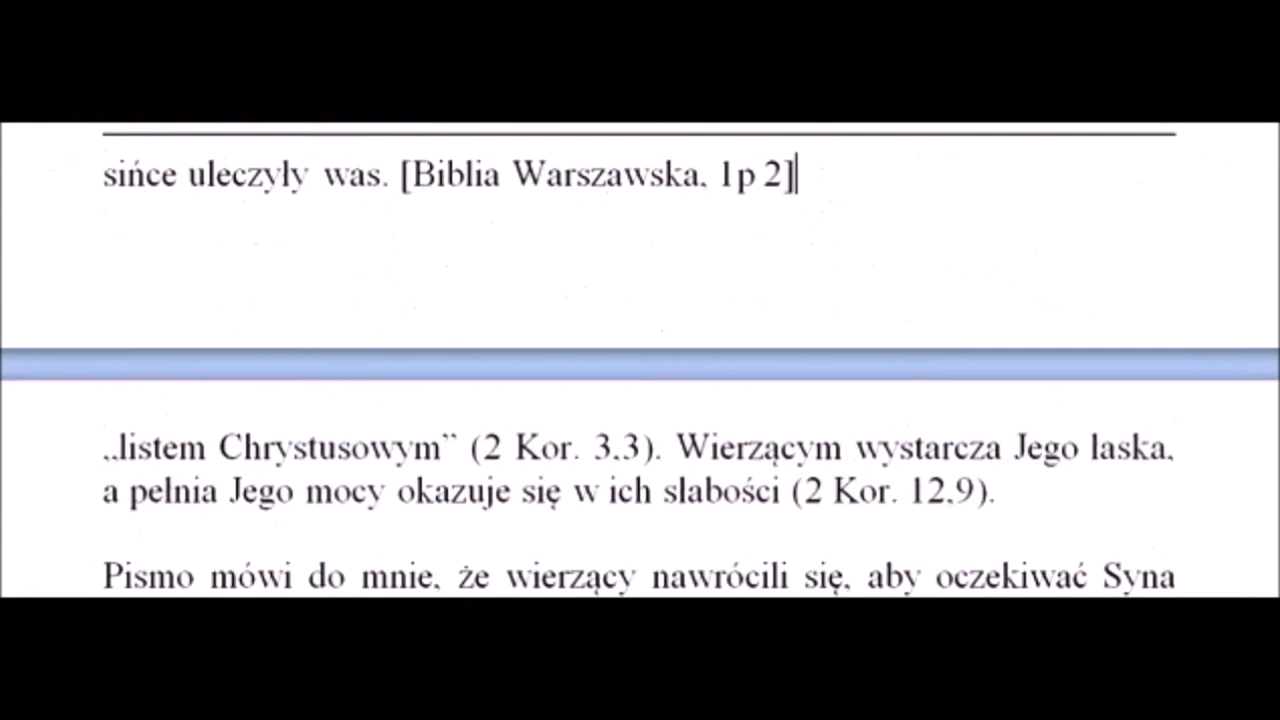 sińce uleczyły was. [Biblia Warszawska, 1p 2]
„listem Chrystusowym” (2 Kor. 3,3). Wierzącym wystarcza Jego łaska,
a pełnia Jego mocy okazuje się w ich słabości (2 Kor. 12,9).
Pismo mówi do mnie, że wierzący nawrócili się, aby oczekiwać Syna